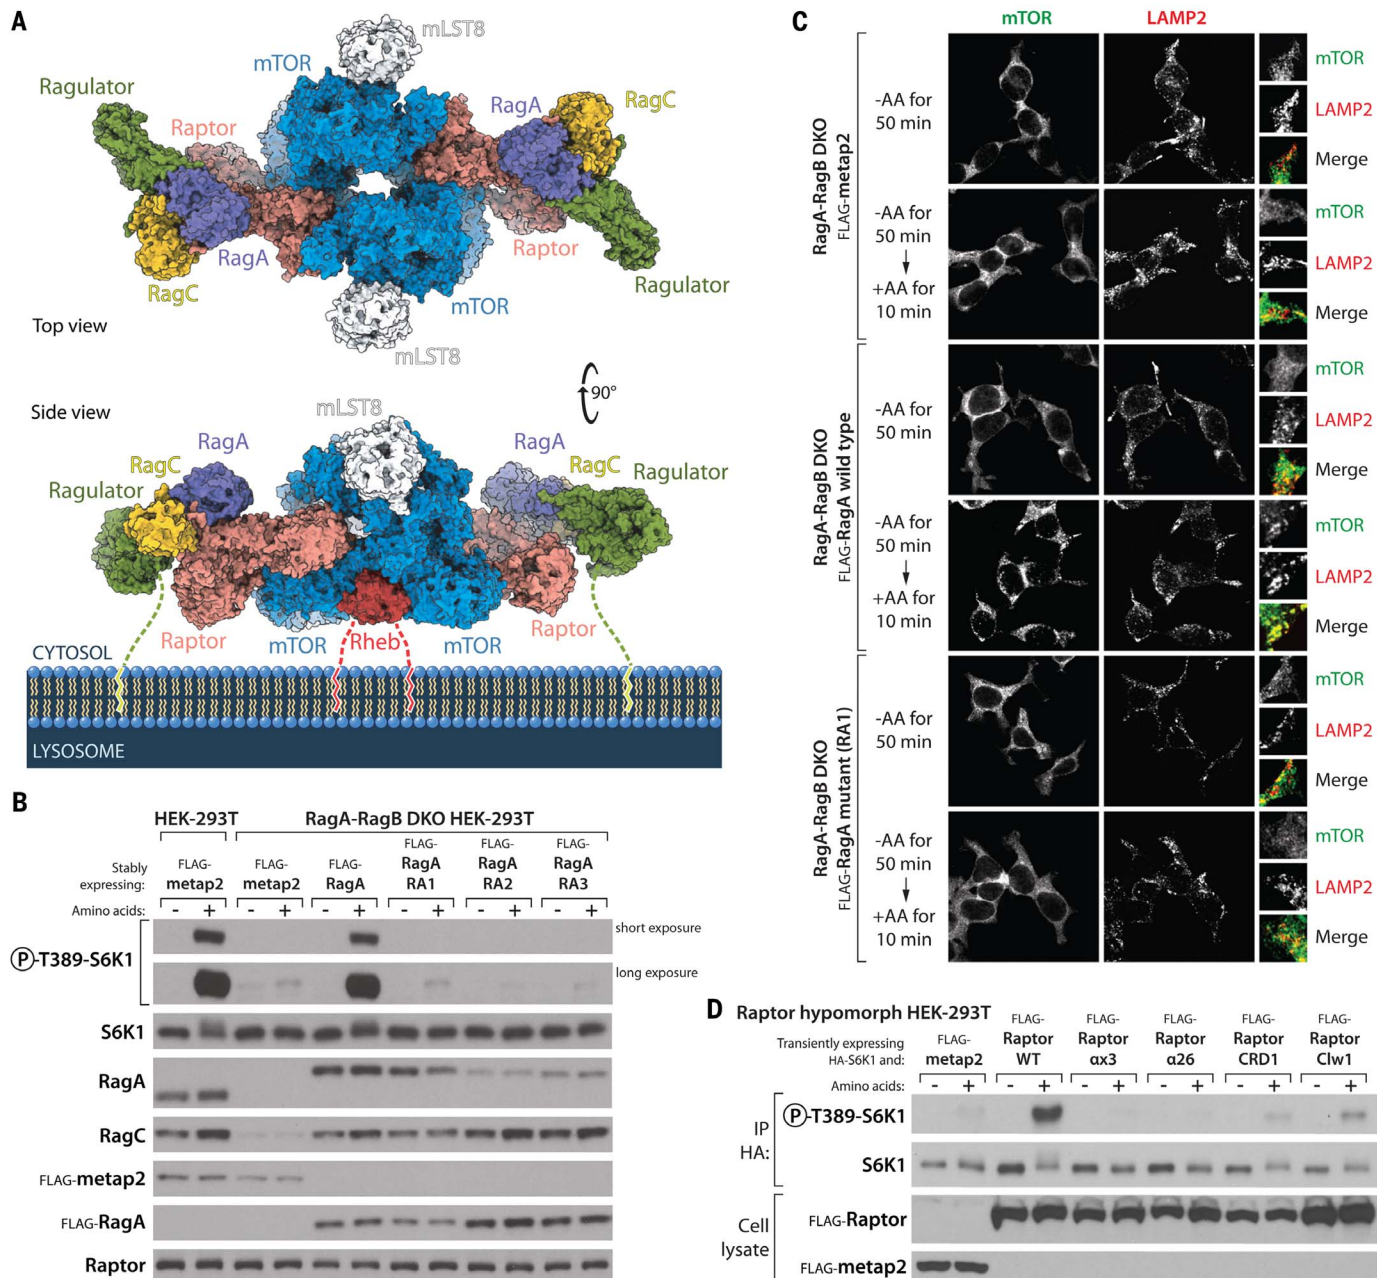 A
mLST8
mTOR
Ragulator
RagA
RagC
Raptor
RagA
Raptor
RagC
Ragulator
mTOR
Top view
mLST8
90°
Side view
mLST8
RagA
RagA
RagC
RagC
Ragulator
Ragulator
Raptor
mTOR
Rheb
mTOR
Raptor
CYTOSOL
LYSOSOME
B
HEK-293T
RagA-RagB DKO HEK-293T
Stably
expressing:
FLAG-
metap2
FLAG-
metap2
FLAG-
RagA
FLAG-
RagA
RA1
FLAG-
RagA
RA2
FLAG-
RagA
RA3
Amino acids: - + - + - + - + - + - +
P-T389-S6K1
short exposure
long exposure
S6K1
RagA
RagC
FLAG-metap2
FLAG-RagA
Raptor
C
mTOR
LAMP2
RagA-RagB DKO
FLAG-metap2
-AA for
50 min
mTOR
LAMP2
Merge
-AA for
50 min
+AA for
10 min
mTOR
LAMP2
Merge
RagA-RagB DKO
FLAG-RagA wild type
-AA for
50 min
mTOR
LAMP2
Merge
-AA for
50 min
+AA for
10 min
mTOR
LAMP2
Merge
RagA-RagB DKO
FLAG-RagA mutant (RA1)
-AA for
50 min
mTOR
LAMP2
Merge
-AA for
50 min
+AA for
10 min
mTOR
LAMP2
Merge
D
Raptor hypomorph HEK-293T
Transiently expressing
HA-S6K1 and:
FLAG-
metap2
FLAG-
Raptor
WT
FLAG-
Raptor
αx3
FLAG-
Raptor
α26
FLAG-
Raptor
CRD1
FLAG-
Raptor
Clw1
Amino acids: - + - + - + - + - + - +
IP
HA:
P-T389-S6K1
S6K1
Cell
lysate
FLAG-Raptor
FLAG-metap2